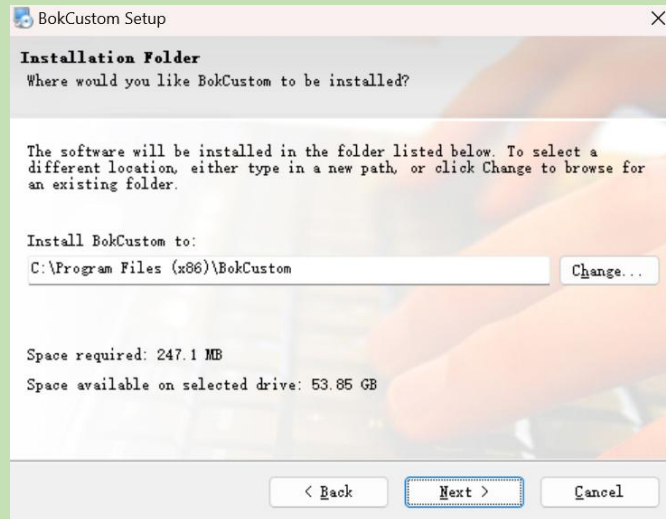 BokCustom Setup
Installation Folder
Where would you like BokCustom to be installed?
The software will be installed in the folder listed below. To select a
different location, either type in a new path, or click Change to browse for
an existing folder.
Install BokCustom to:
C:\Program Files (x86)\BokCustom
Change...
Space required: 247.1 MB
Space available on selected drive: 53.85 GB
< Back
Next >
Cancel